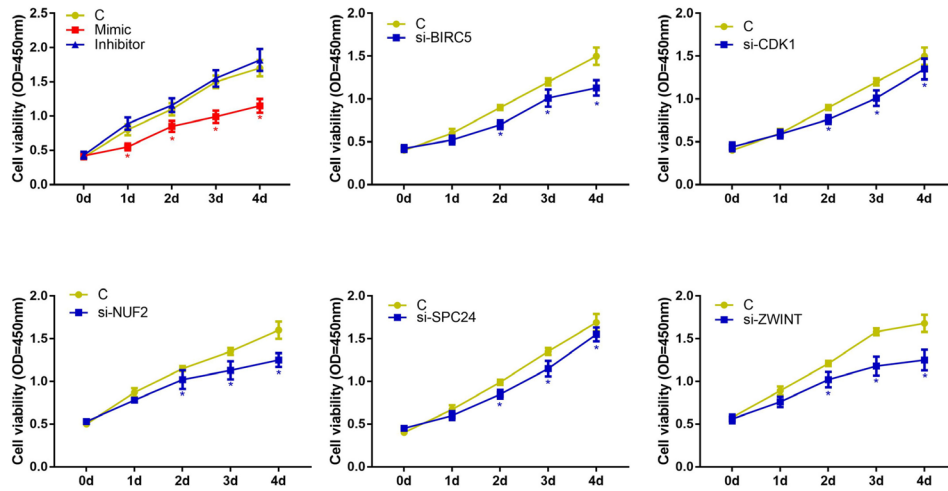 C
Mimic
Inhibitor
Cell viability (OD=450nm)
2.5
2.0
1.5
1.0
0.5
0.0
0d 1d 2d 3d 4d
* * * *
C
si-BIRC5
Cell viability (OD=450nm)
2.0
1.5
1.0
0.5
0.0
0d 1d 2d 3d 4d
* * *
C
si-CDK1
Cell viability (OD=450nm)
2.0
1.5
1.0
0.5
0.0
0d 1d 2d 3d 4d
* * *
C
si-NUF2
Cell viability (OD=450nm)
2.0
1.5
1.0
0.5
0.0
0d 1d 2d 3d 4d
* * *
C
si-SPC24
Cell viability (OD=450nm)
2.0
1.5
1.0
0.5
0.0
0d 1d 2d 3d 4d
* * *
C
si-ZWINT
Cell viability (OD=450nm)
2.0
1.5
1.0
0.5
0.0
0d 1d 2d 3d 4d
* * *